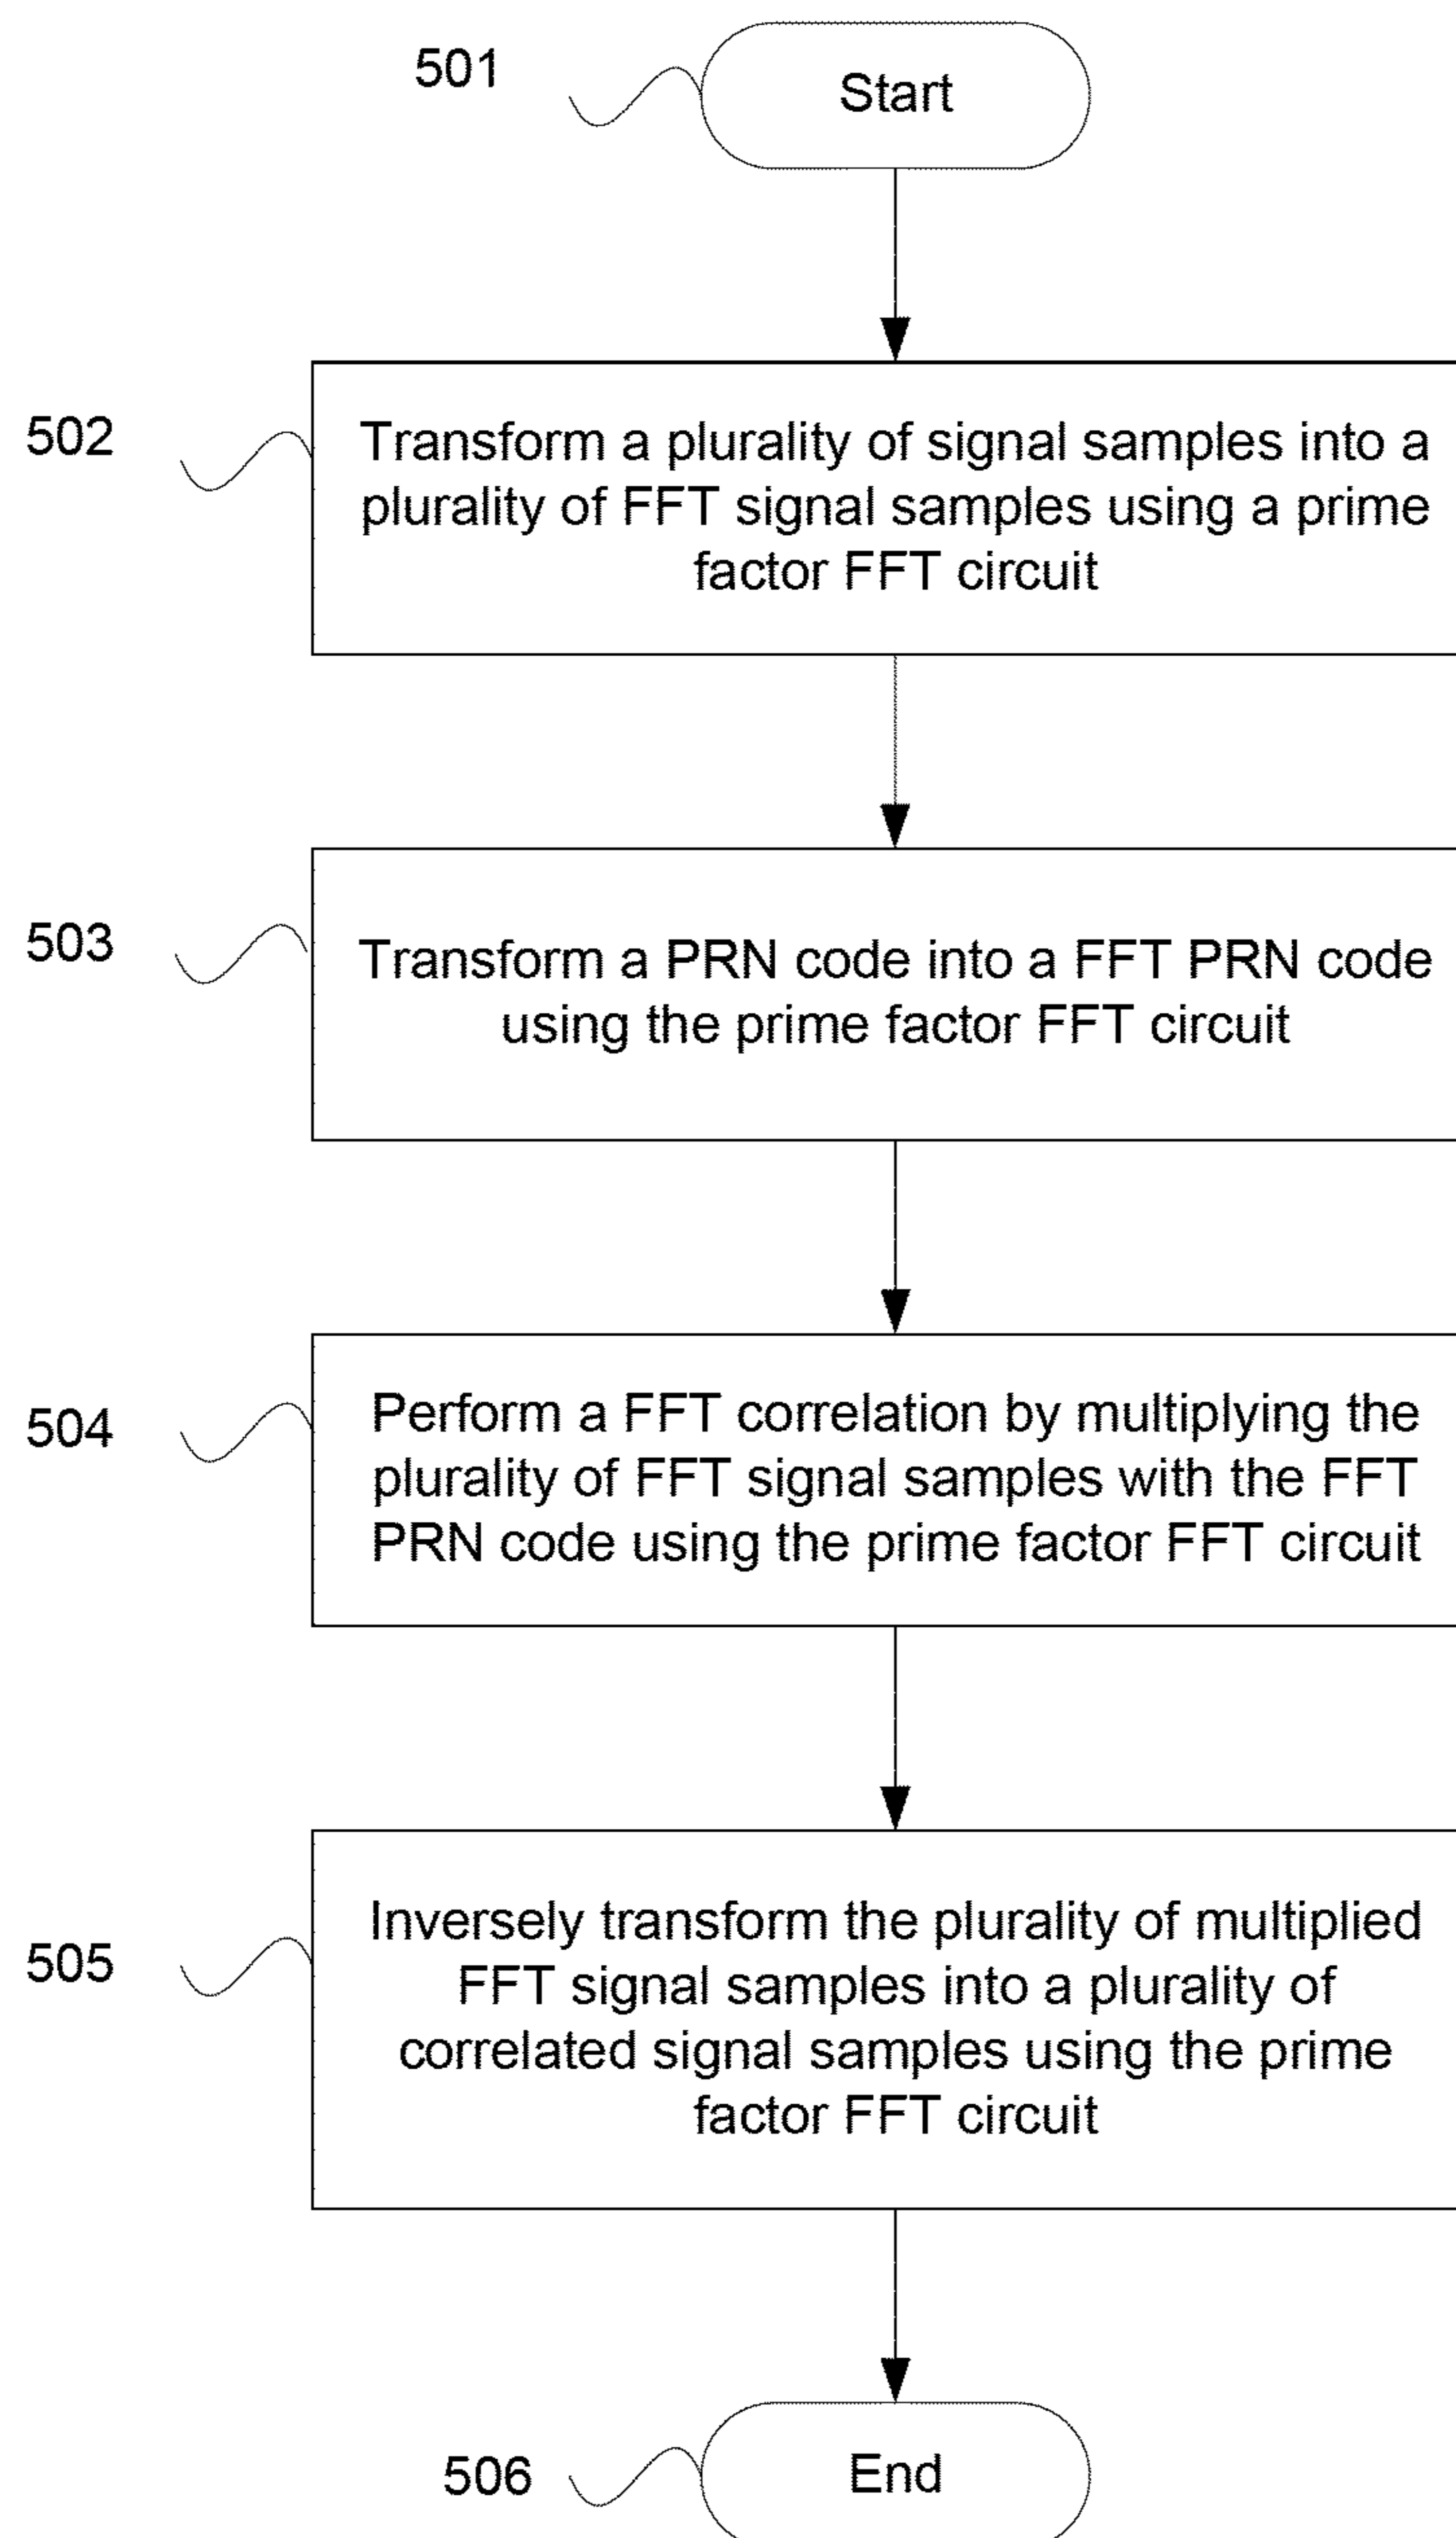 501
Start
502
Transform a plurality of signal samples into a
plurality of FFT signal samples using a prime
factor FFT circuit
503
Transform a PRN code into a FFT PRN code
using the prime factor FFT circuit
504
Perform a FFT correlation by multiplying the
plurality of FFT signal samples with the FFT
PRN code using the prime factor FFT circuit
505
Inversely transform the plurality of multiplied
FFT signal samples into a plurality of
correlated signal samples using the prime
factor FFT circuit
506
End